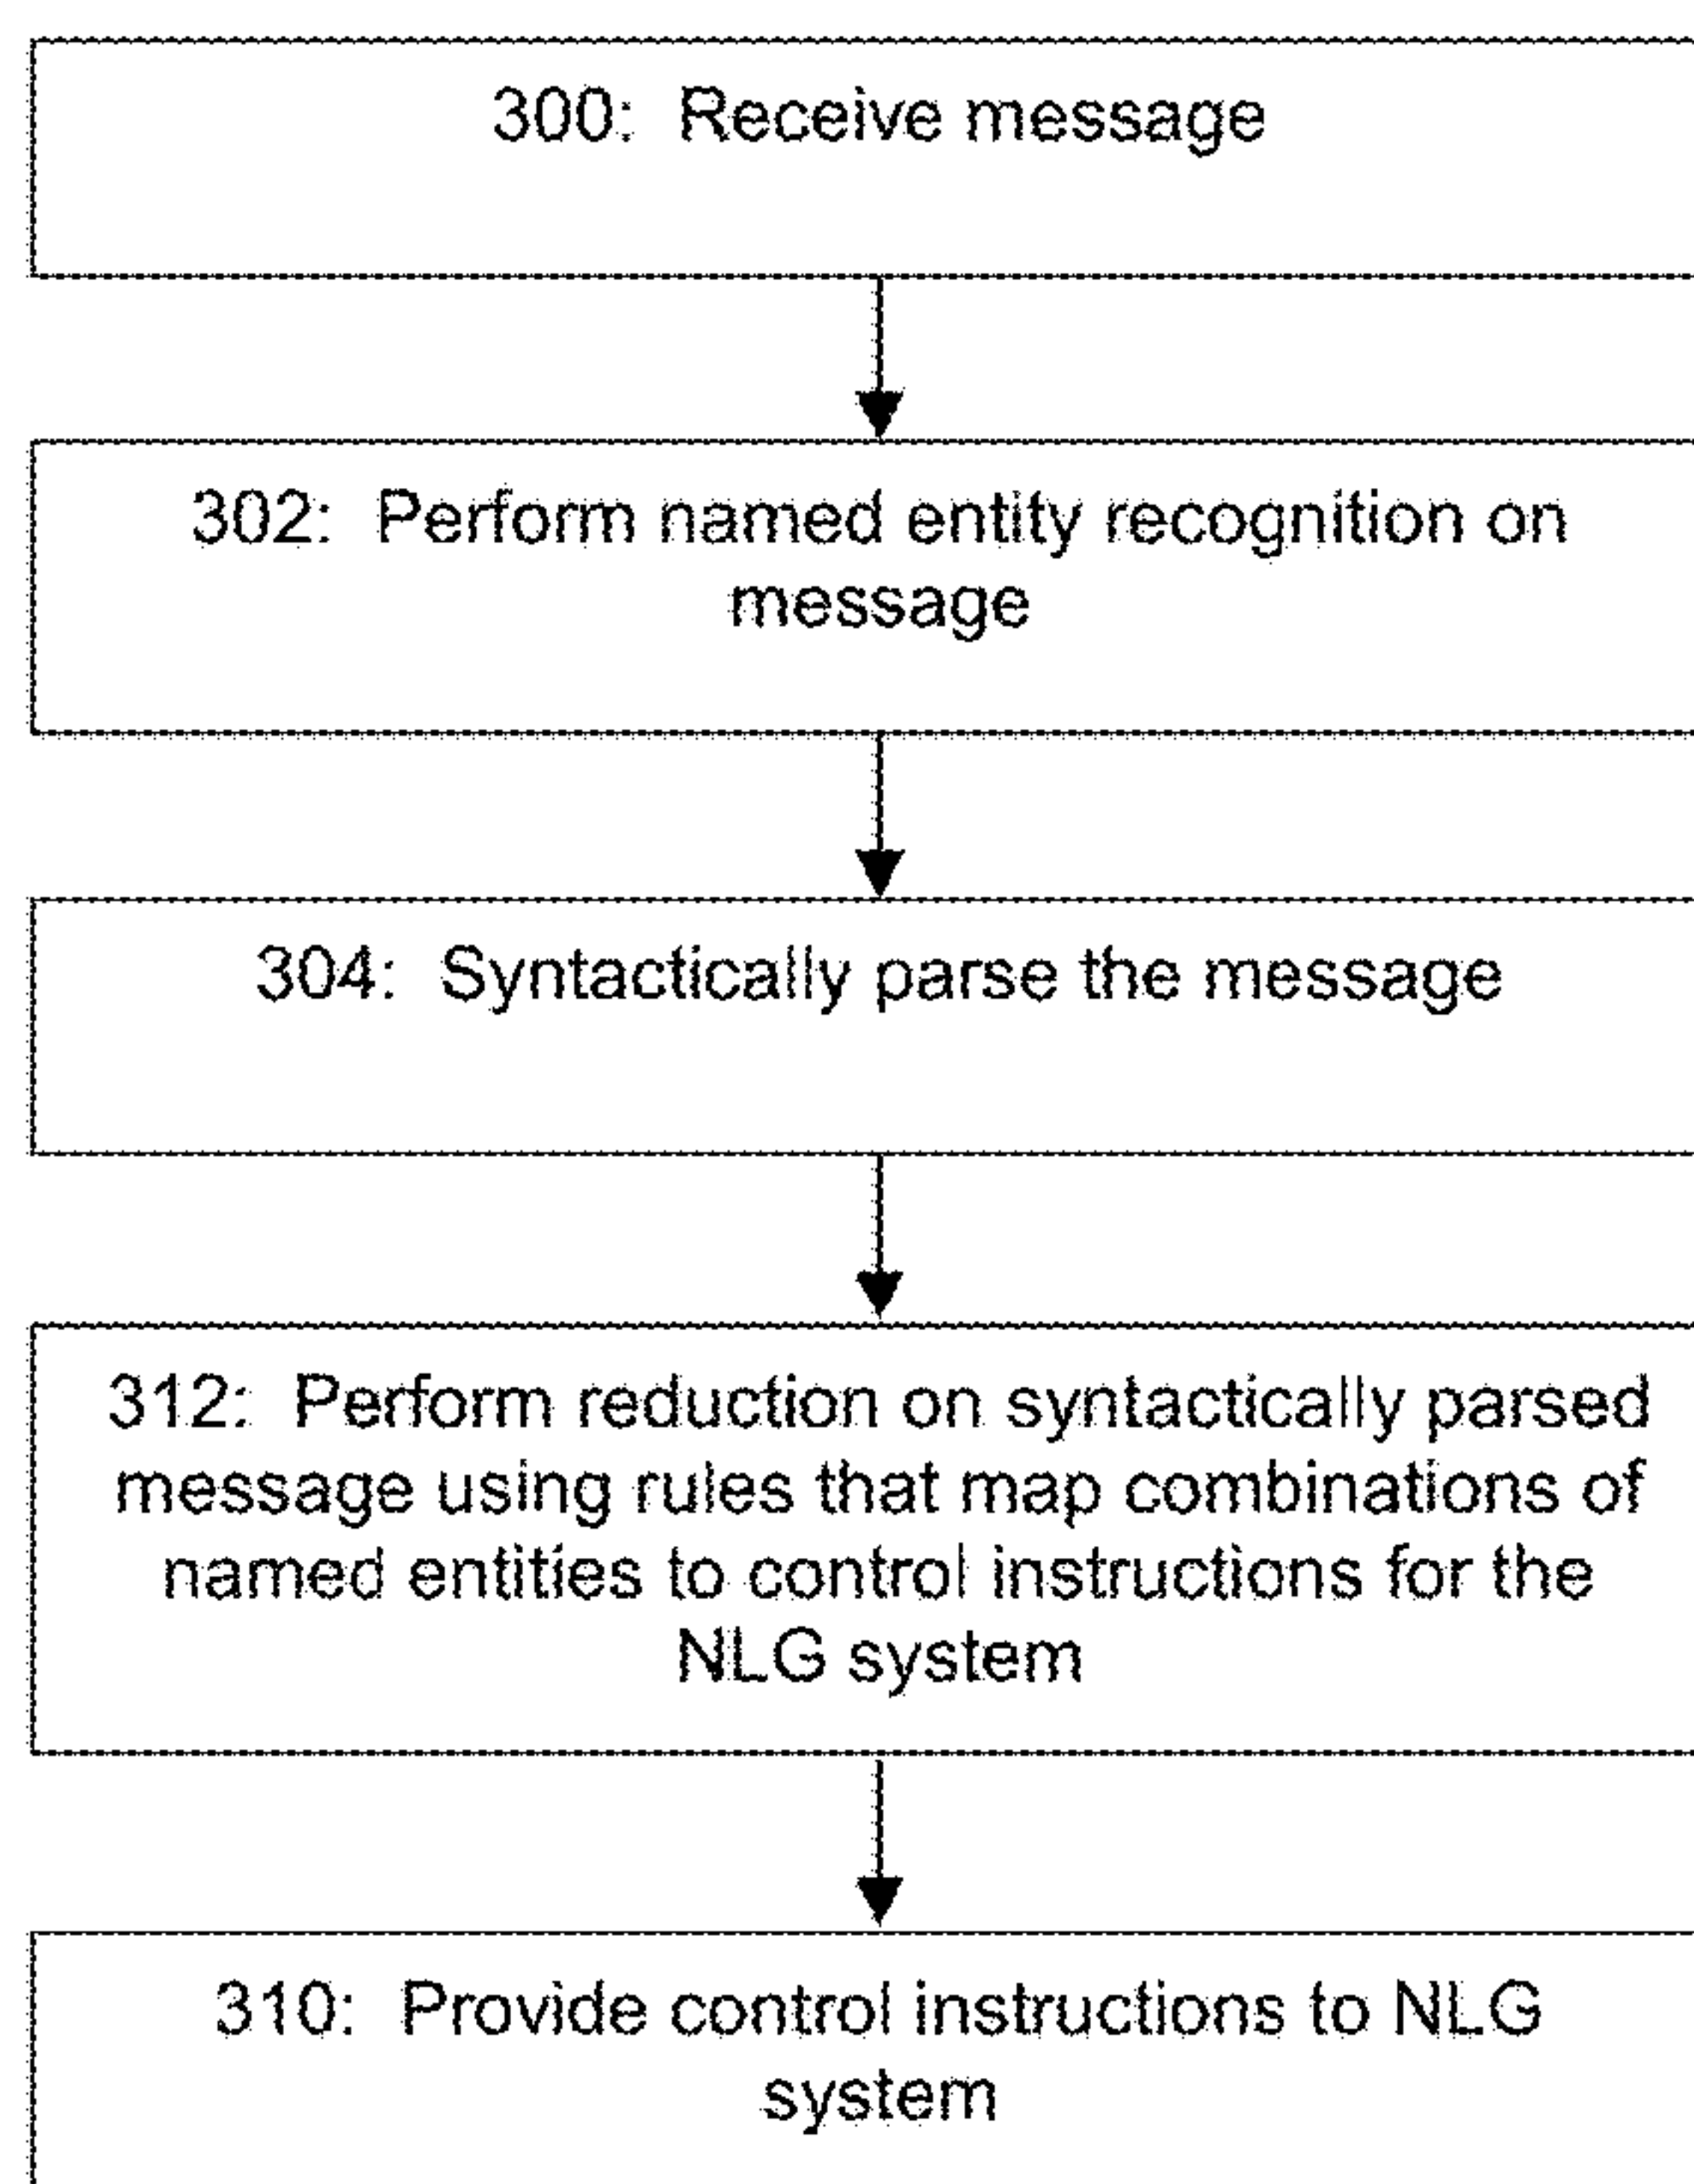 300: Receive message
302: Perform named entity recognition on
message
304: Syntactically parse the message
312: Perform reduction on syntactically parsed
message using rules that map combinations of
named entities to control instructions for the
NLG system
310: Provide control instructions to NLG
system